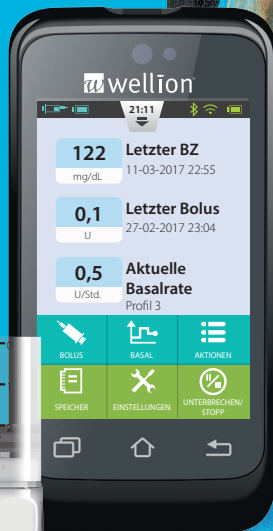 wellion
21:11
122
mg/dL
Letzter BZ
11-03-2017 22:55
0,1
U
Letzter Bolus
27-02-2017 23:04
0,5
U/Std.
Aktuelle
Basalrate
Profil 3
BOLUS
BASAL
AKTIONEN
SPEICHER
EINSTELLUNGEN
UNTERBRECHEN/
STOPP